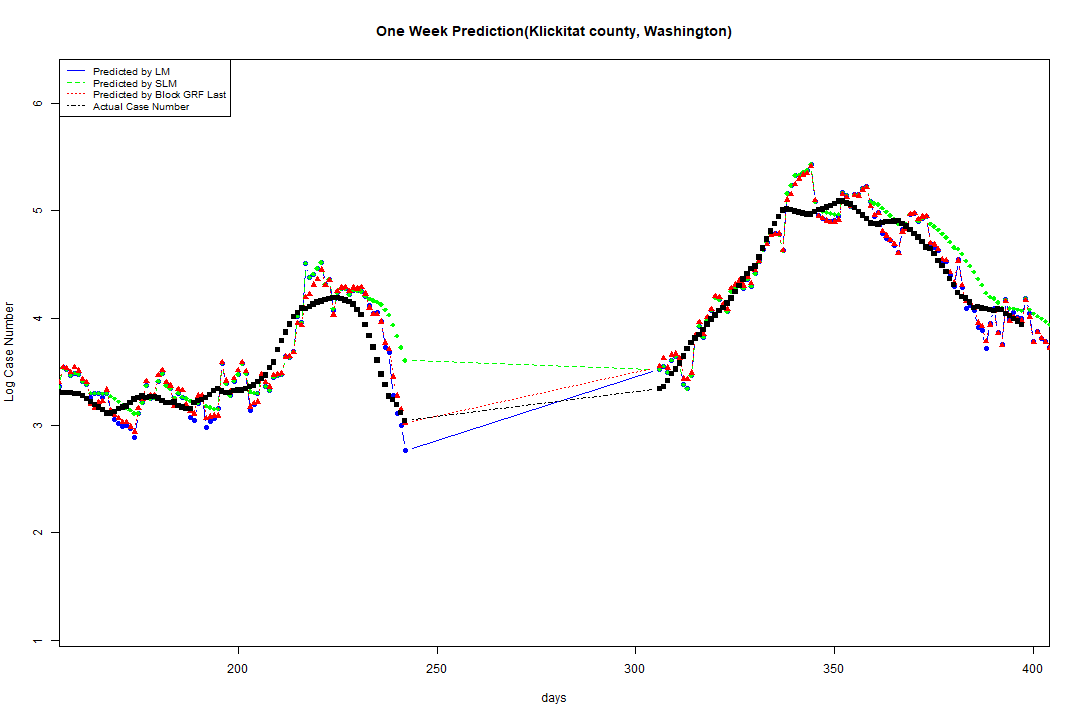 One Week Prediction(Klickitat county, Washington)
Predicted by LM
Predicted by SLM
Predicted by Block GRF Last
Actual Case Number
6
5
4
3
2
1
Log Case Number
200 250 300 350 400
days